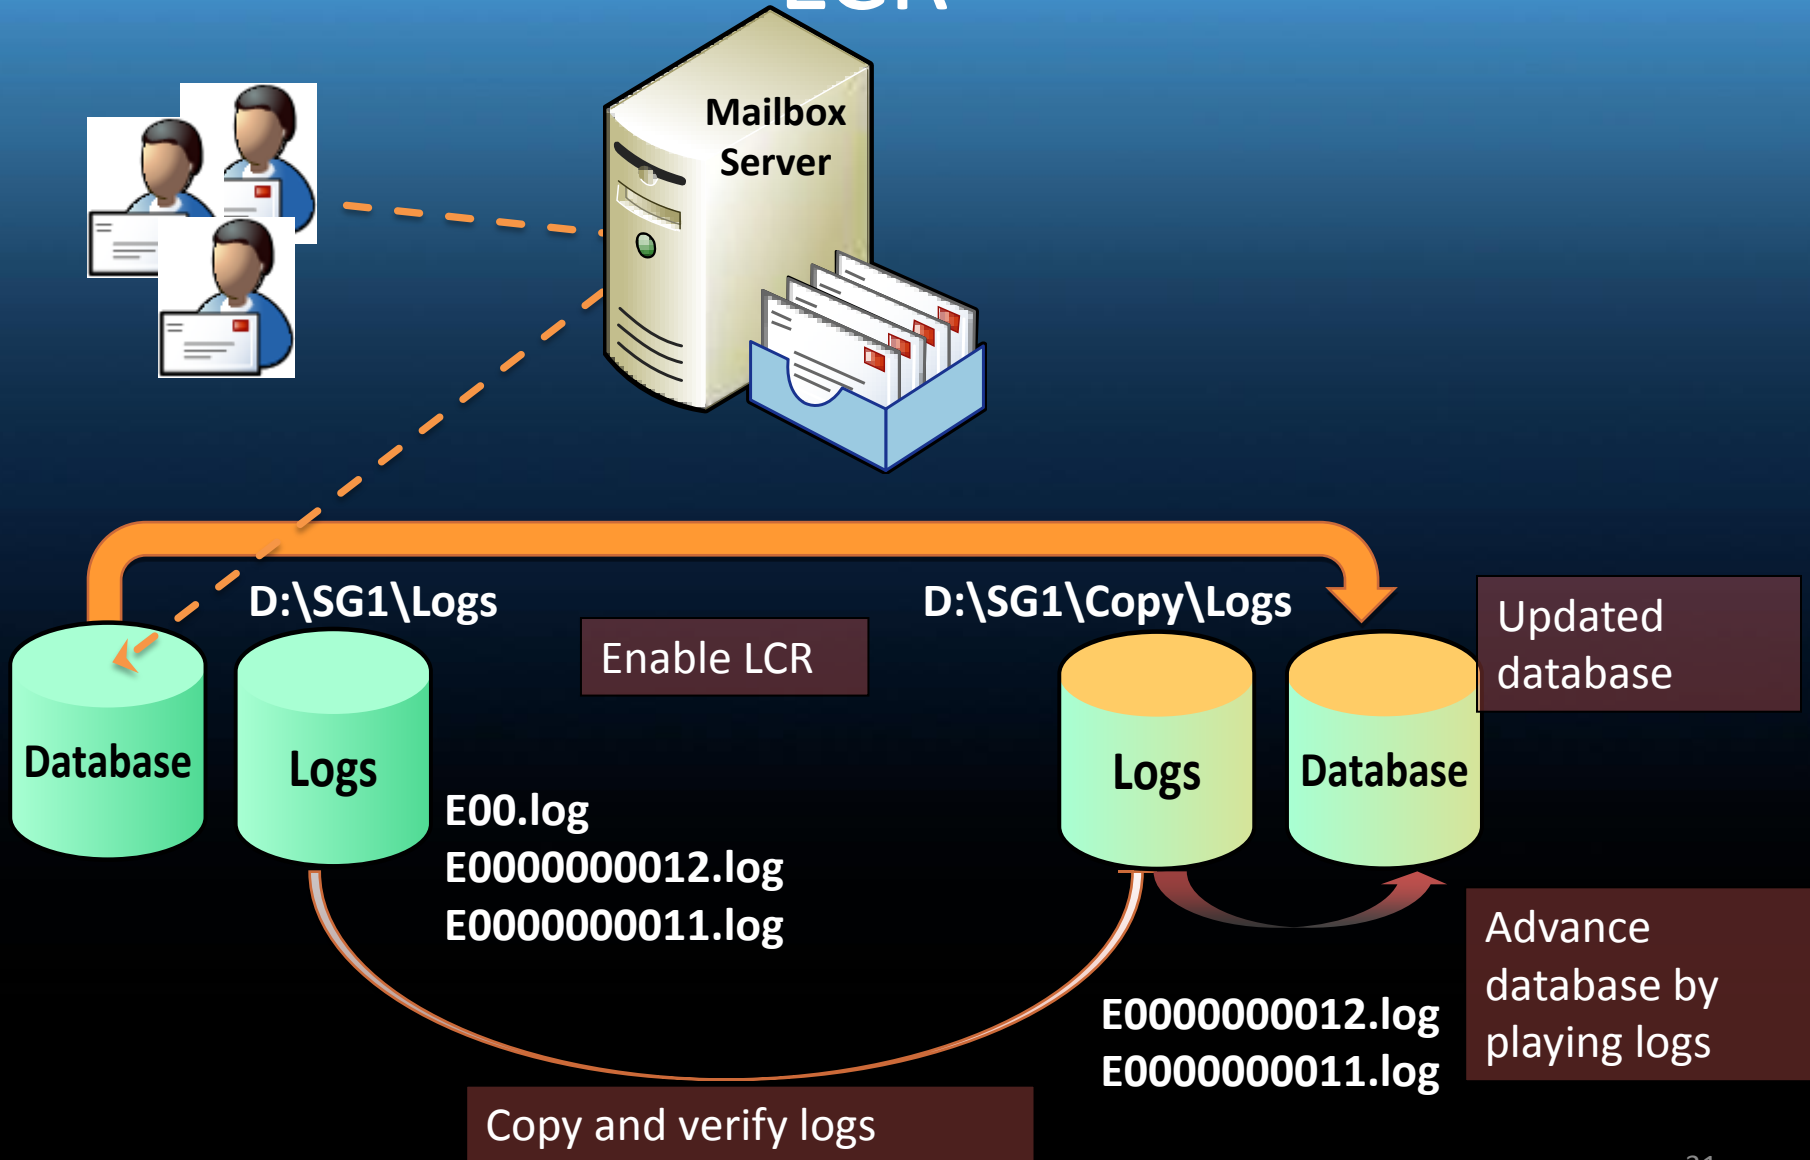 LCR
Mailbox
Server
D:\SG1\Logs
D:\SG1\Copy\Logs
Enable LCR
Updated
database
Database
Logs
Logs
Database
E00.log
E0000000012.log
E0000000011.log
E0000000012.log
E0000000011.log
Advance
database by
playing logs
Copy and verify logs